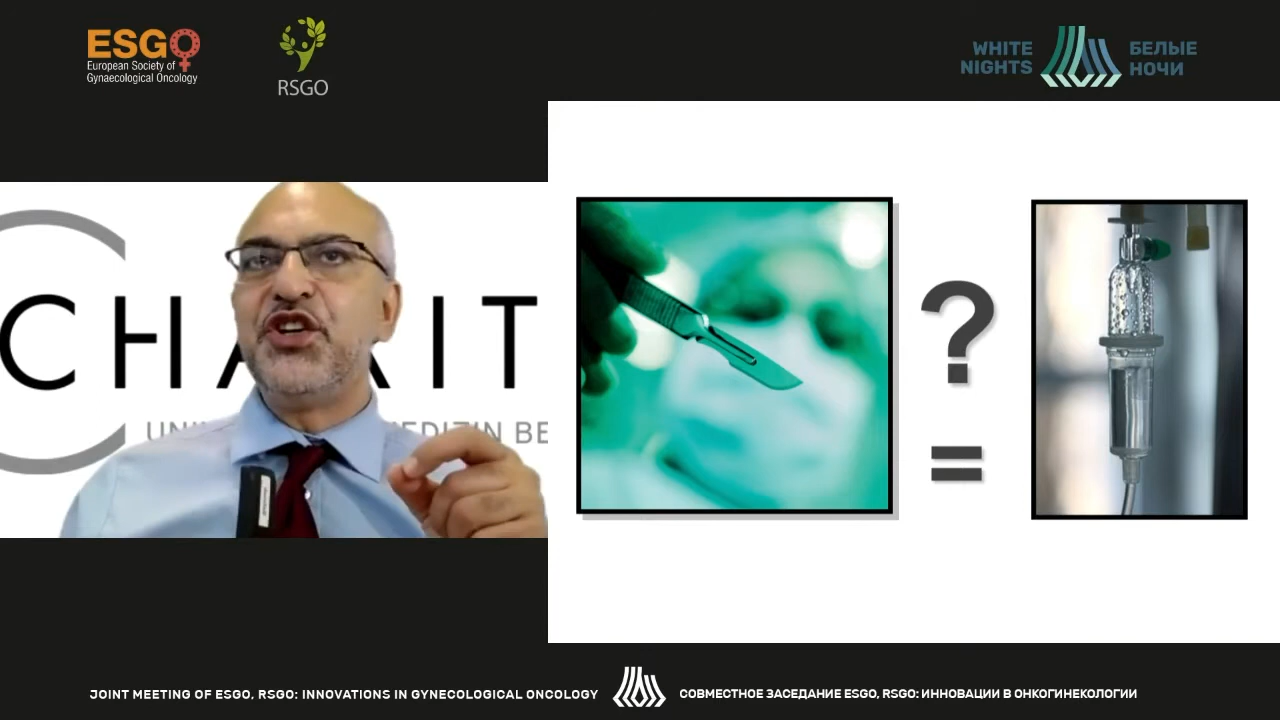 ESGO
European Society of
Gynaecological Oncology
RSGO
WHITE
NIGHTS
БЕЛЫЕ
НОЧИ
?
=
JOINT MEETING OF ESGO, RSGO: INNOVATIONS IN GYNECOLOGICAL ONCOLOGY
СОВМЕСТНОЕ ЗАСЕДАНИЕ ESGO, RSGO: ИННОВАЦИИ В ОНКОГИНЕКОЛОГИИ